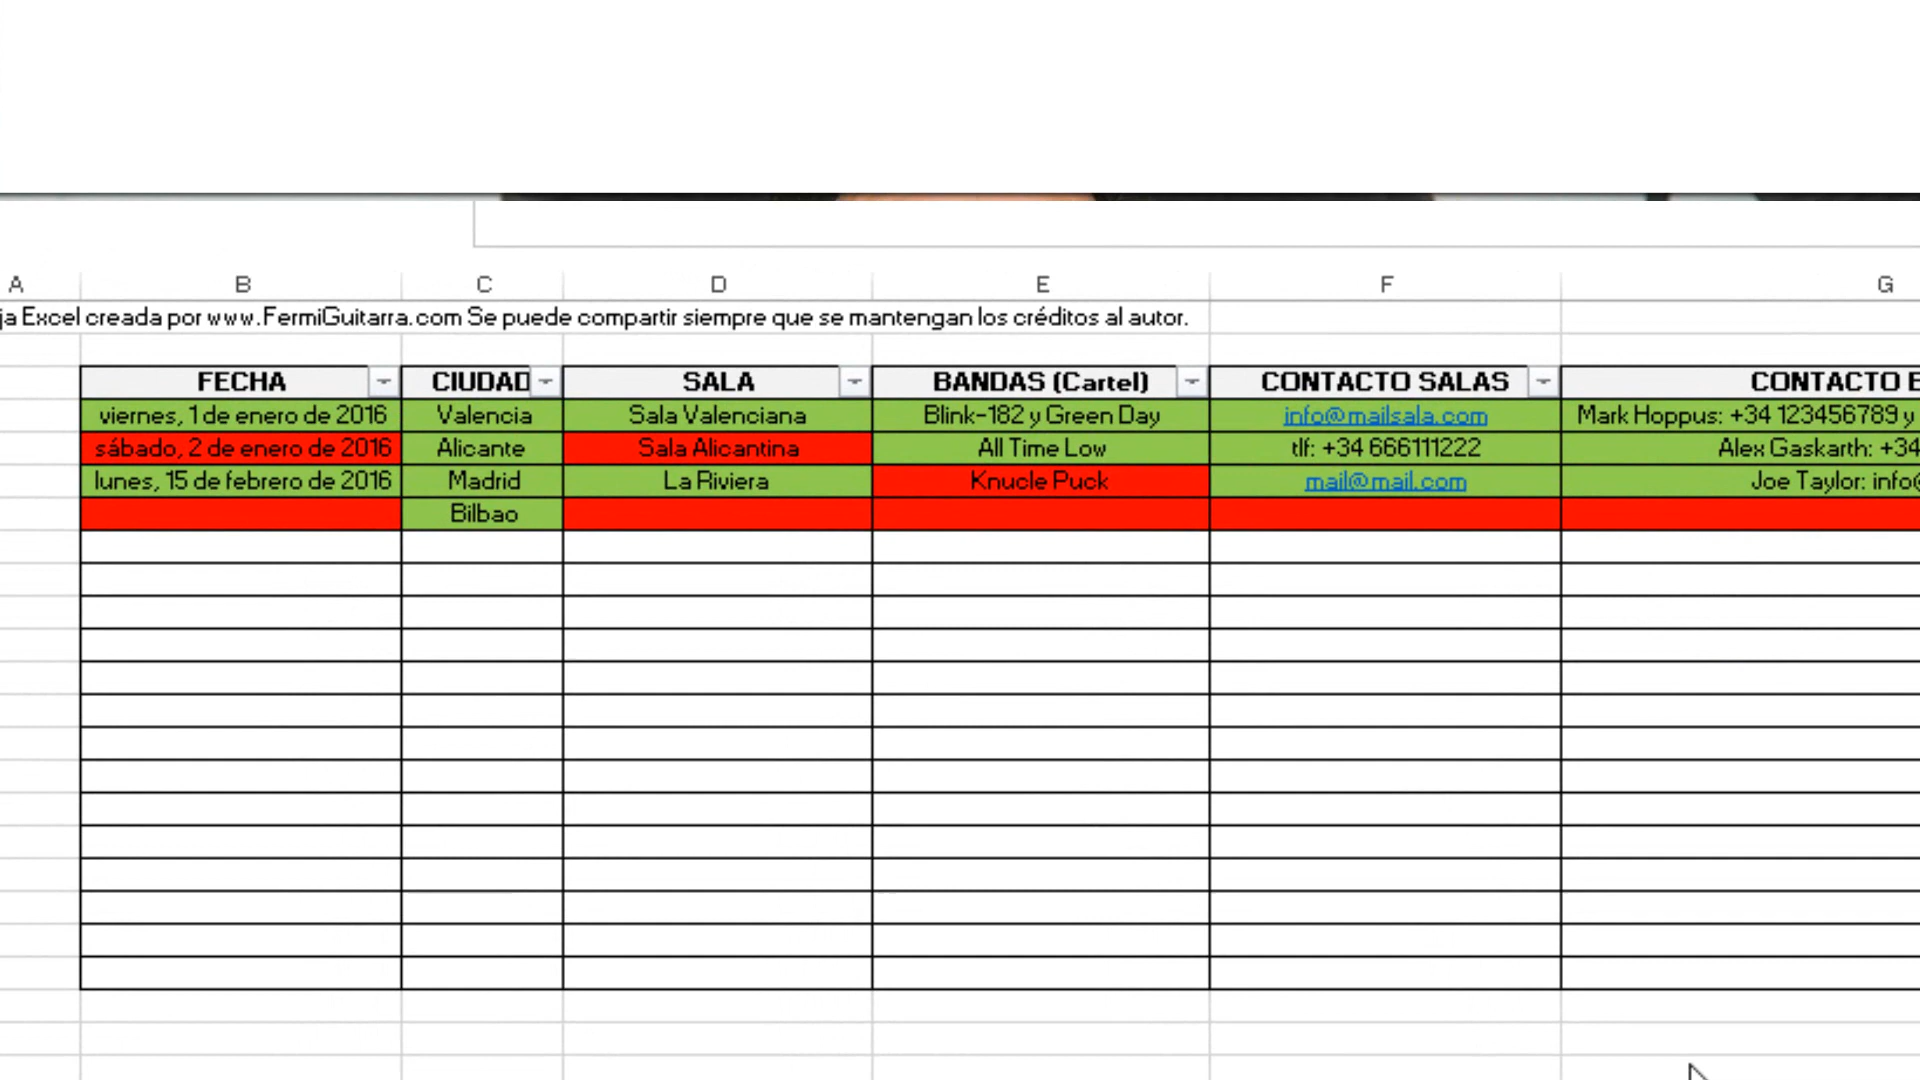 A B C D E F G
ja Excel creada por www.FermiGuitarra.com Se puede compartir siempre que se mantengan los créditos al autor.
FECHA CIUDAD SALA BANDAS (Cartel) CONTACTO SALAS CONTACTO
viernes, 1 de enero de 2016 Valencia Sala Valenciana Blink-182 y Green Day info@mailsala.com Mark Hoppus: +34 123456789 y
sábado, 2 de enero de 2016 Alicante Sala Alicantina All Time Low tlf: +34 666111222 Alex Gaskarth: +34
lunes, 15 de febrero de 2016 Madrid La Riviera Knucle Puck mail@mail.com Joe Taylor: info@
Bilbao